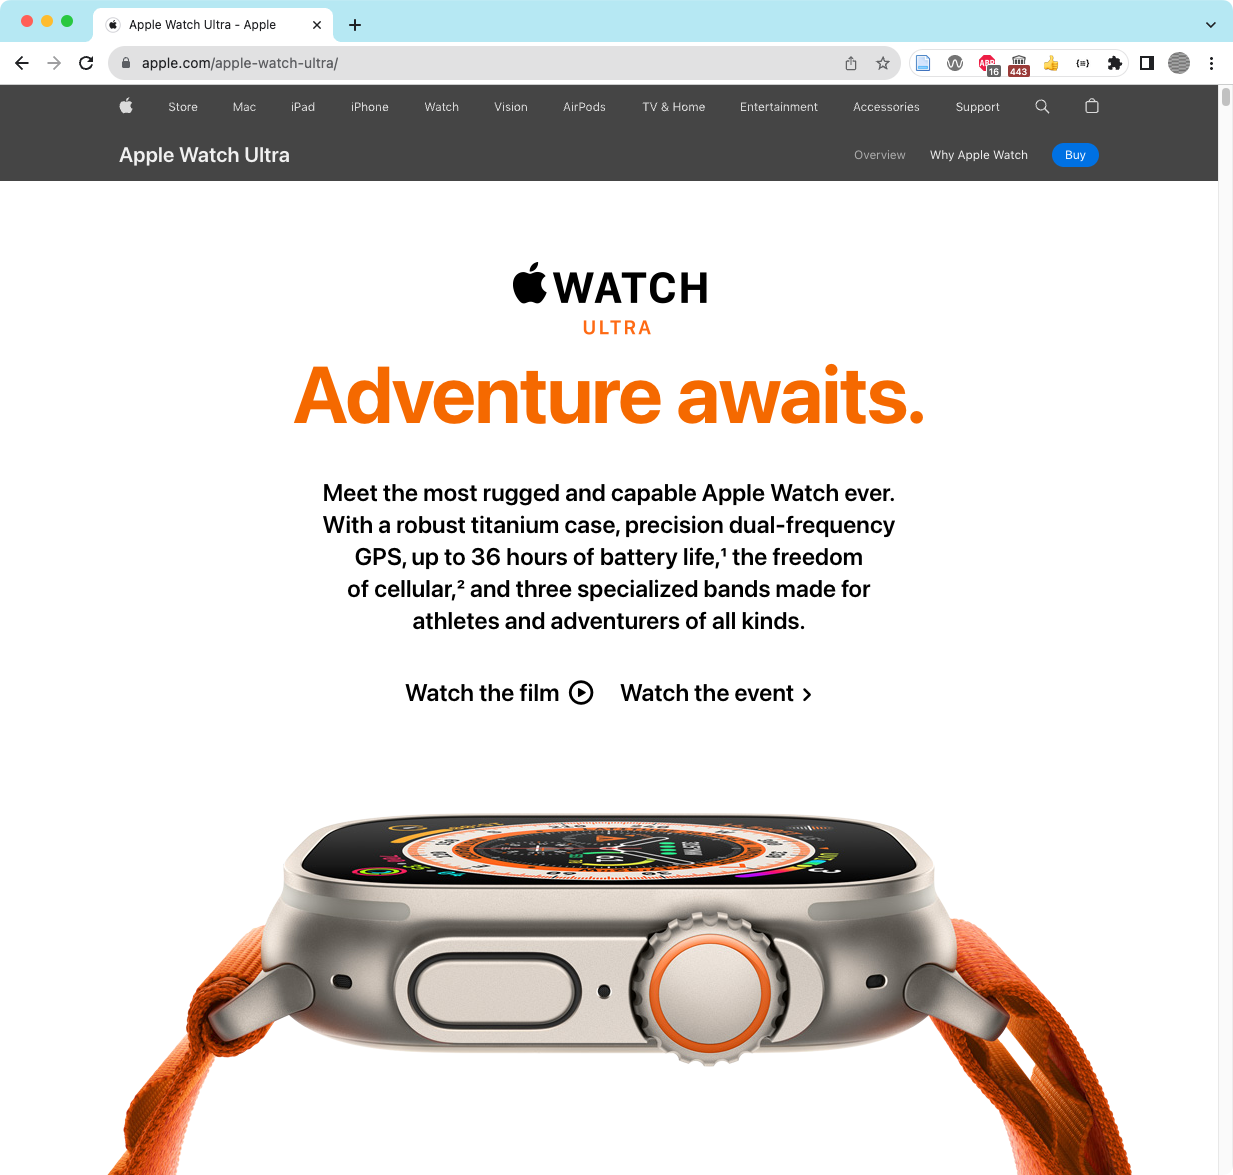 Apple Watch Ultra - Apple
apple.com/apple-watch-ultra/
ABP
16
443
Store Mac iPad iPhone Watch Vision AirPods TV & Home Entertainment Accessories Support
Apple Watch Ultra
Overview Why Apple Watch Buy
WATCH
ULTRA
Adventure awaits.
Meet the most rugged and capable Apple Watch ever.
With a robust titanium case, precision dual-frequency
GPS, up to 36 hours of battery life,¹ the freedom
of cellular,² and three specialized bands made for
athletes and adventurers of all kinds.
Watch the film Watch the event